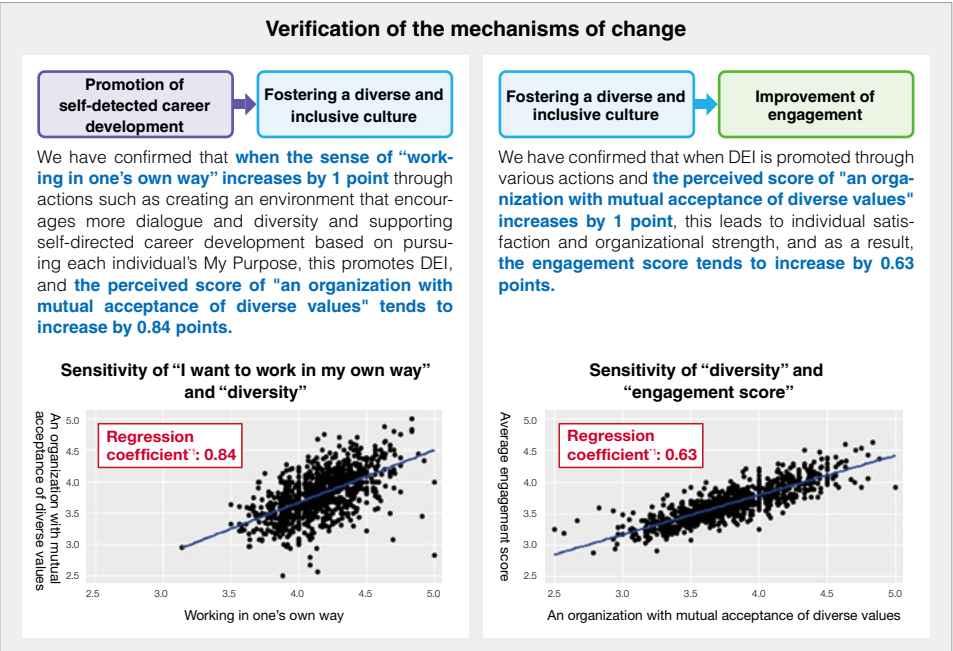 Verification of the mechanisms of change
Promotion of
self-detected career
development
Fostering a diverse and
inclusive culture
We have confirmed that when the sense of “work-
ing in one’s own way” increases by 1 point through
actions such as creating an environment that encour-
ages more dialogue and diversity and supporting
self-directed career development based on pursu-
ing each individual’s My Purpose, this promotes DEI,
and the perceived score of "an organization with
mutual acceptance of diverse values" tends to
increase by 0.84 points.
Sensitivity of “I want to work in my own way”
and “diversity”
An organization with mutual
acceptance of diverse values
5.0
4.5
4.0
3.5
3.0
2.5
Regression
coefficient*1: 0.84
2.5 3.0 3.5 4.0 4.5 5.0
Working in one’s own way
Fostering a diverse and
inclusive culture
Improvement of
engagement
We have confirmed that when DEI is promoted through
various actions and the perceived score of "an orga-
nization with mutual acceptance of diverse values"
increases by 1 point, this leads to individual satis-
faction and organizational strength, and as a result,
the engagement score tends to increase by 0.63
points.
Sensitivity of “diversity” and
“engagement score”
Average engagement score
5.0
4.5
4.0
3.5
3.0
2.5
Regression
coefficient*1: 0.63
2.5 3.0 3.5 4.0 4.5 5.0
An organization with mutual acceptance of diverse values